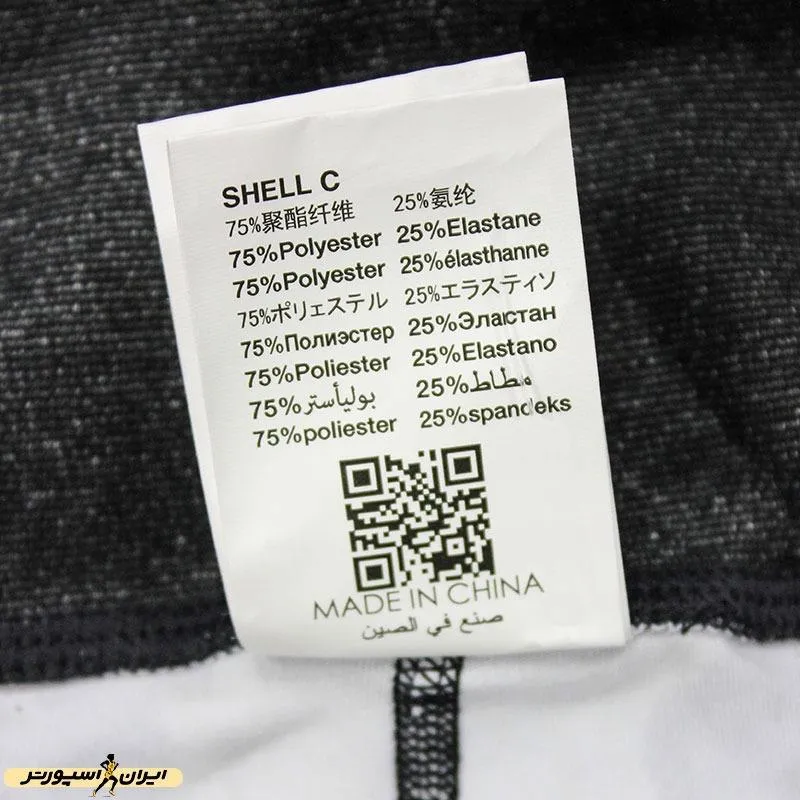 SHELL C
75%聚酯纤维 25%氨纶
75%Polyester 25%Elastane
75%Polyester 25%élasthanne
75%ポリェステル 25%エラスティソ
75%Полиэстер 25%Эластан
75%Poliester 25%Elastano
75%بوليأستر 25%مطاط
75%poliester 25%spandeks
MADE IN CHINA
صنع في الصين
ایران اسپورتر